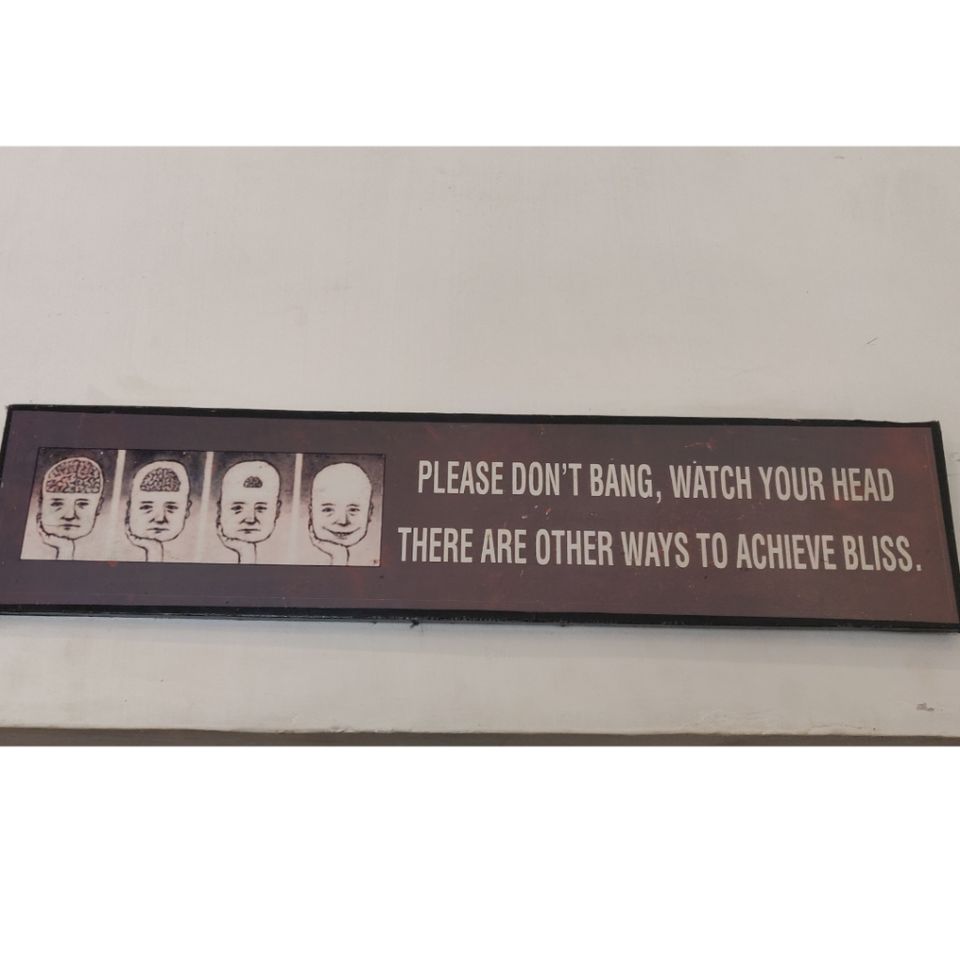 PLEASE DON'T BANG, WATCH YOUR HEAD
THERE ARE OTHER WAYS TO ACHIEVE BLISS.